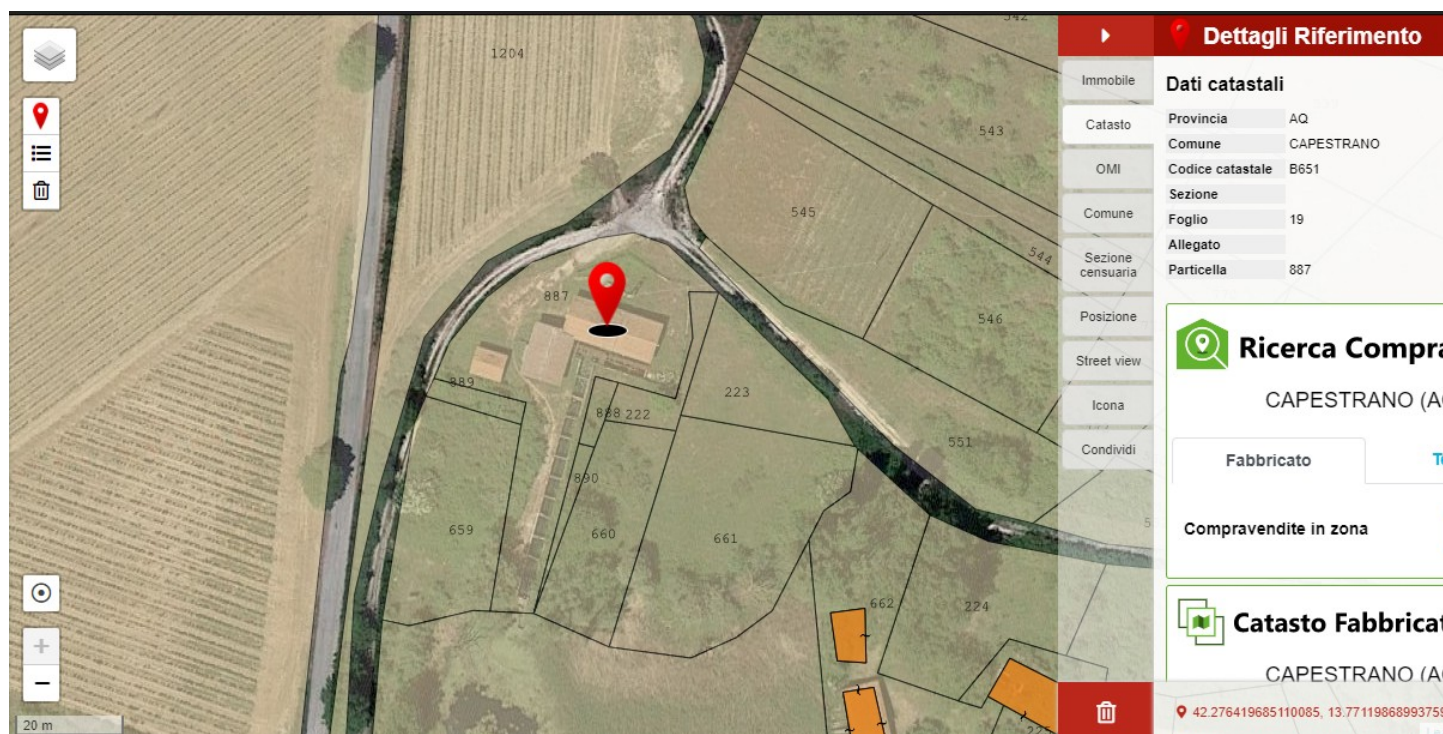 542
1204
543
545
544
546
887
889
888 222
223
551
890
659
660
661
662
224
225
20 m
Immobile
Catasto
OMI
Comune
Sezione
censuaria
Posizione
Street view
Icona
Condividi
Dettagli Riferimento
Dati catastali
Provincia AQ
Comune CAPESTRANO
Codice catastale B651
Sezione
Foglio 19
Allegato
Particella 887
Ricerca Compra
CAPESTRANO (A
Fabbricato T
Compravendite in zona
Catasto Fabbricat
CAPESTRANO (A
42.276419685110085, 13.77119868993759